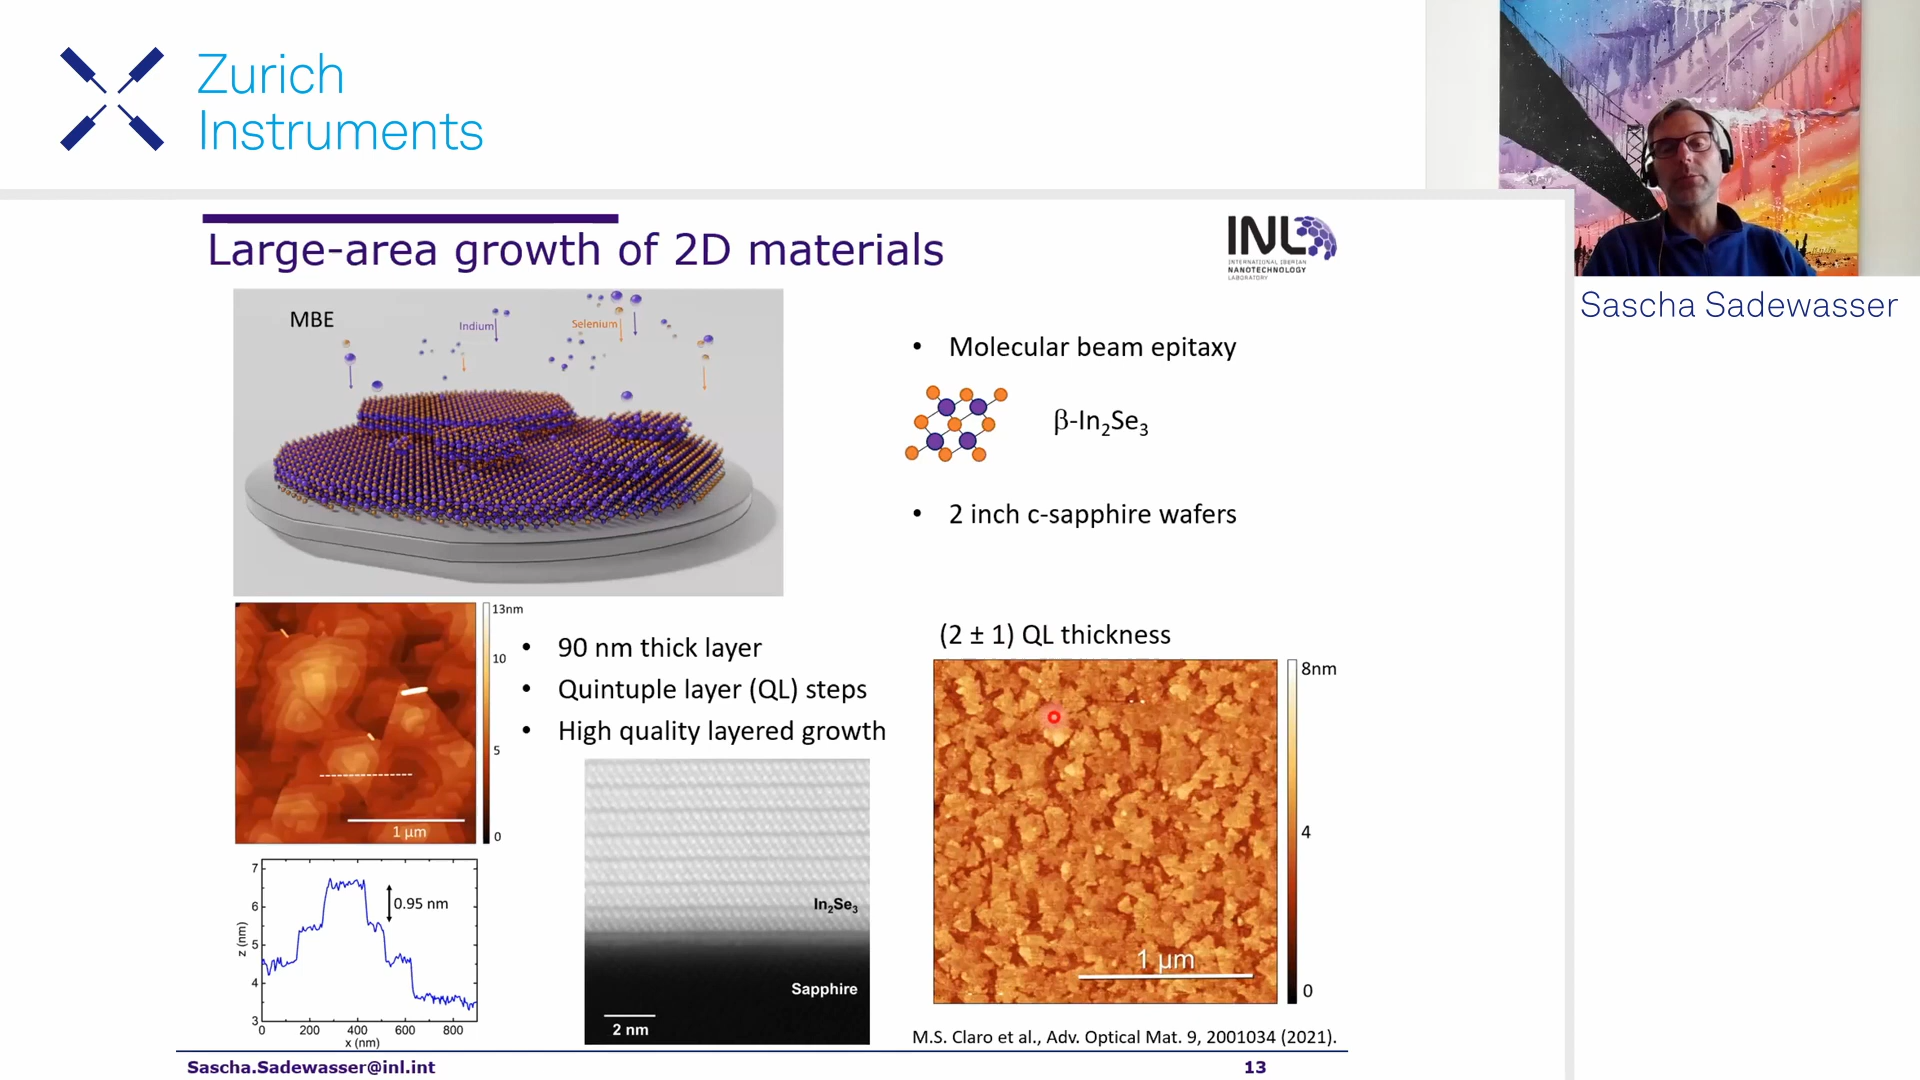 Zurich
Instruments
Sascha Sadewasser
Large-area growth of 2D materials
INL
INTERNATIONAL IBERIAN
NANOTECHNOLOGY
LABORATORY
MBE
Indium
Selenium
• Molecular beam epitaxy
β-In₂Se₃
• 2 inch c-sapphire wafers
13nm
10
5
0
1 µm
• 90 nm thick layer
• Quintuple layer (QL) steps
• High quality layered growth
(2 ± 1) QL thickness
8nm
4
0
1 µm
7
6
5
4
3
z (nm)
0.95 nm
0 200 400 600 800
x (nm)
In₂Se₃
Sapphire
2 nm
M.S. Claro et al., Adv. Optical Mat. 9, 2001034 (2021).
Sascha.Sadewasser@inl.int
13